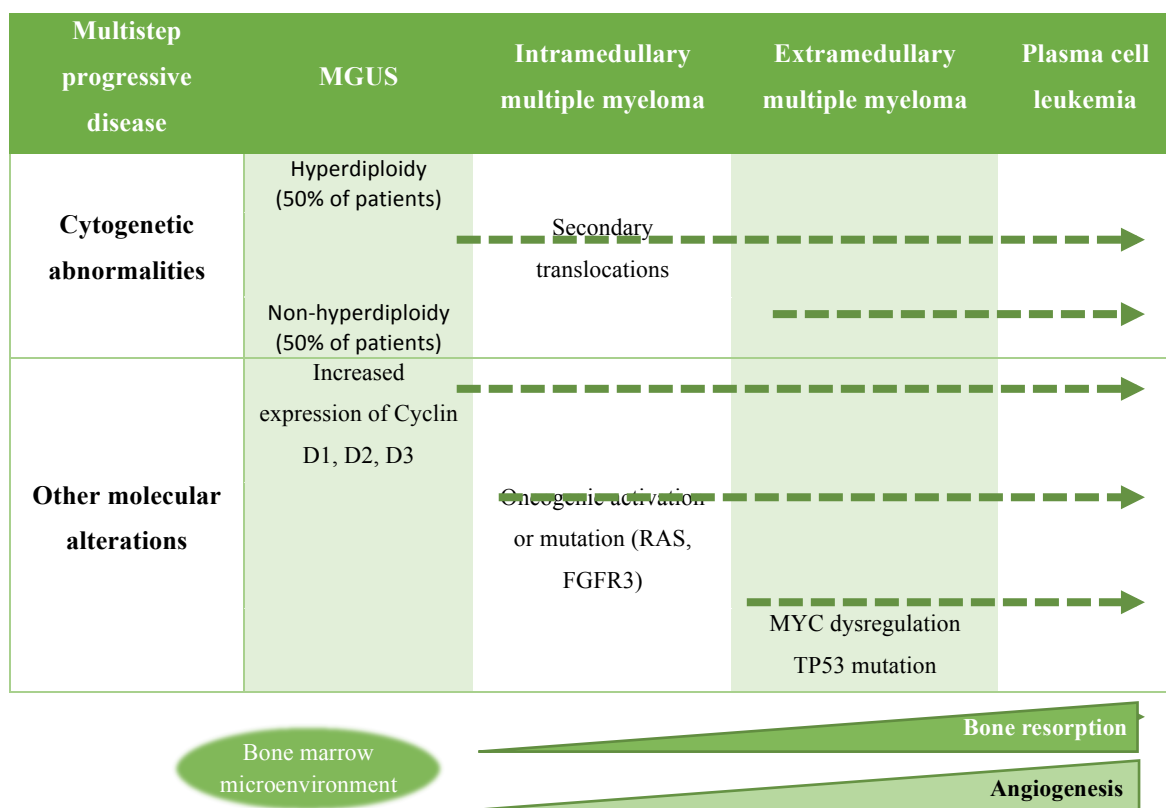 Multistep
progressive
disease
MGUS
Intramedullary
multiple myeloma
Extramedullary
multiple myeloma
Plasma cell
leukemia
Cytogenetic
abnormalities
Hyperdiploidy
(50% of patients)
Non-hyperdiploidy
(50% of patients)
Secondary
translocations
Other molecular
alterations
Increased
expression of Cyclin
D1, D2, D3
Oncogenic activation
or mutation (RAS,
FGFR3)
MYC dysregulation
TP53 mutation
Bone marrow
microenvironment
Bone resorption
Angiogenesis